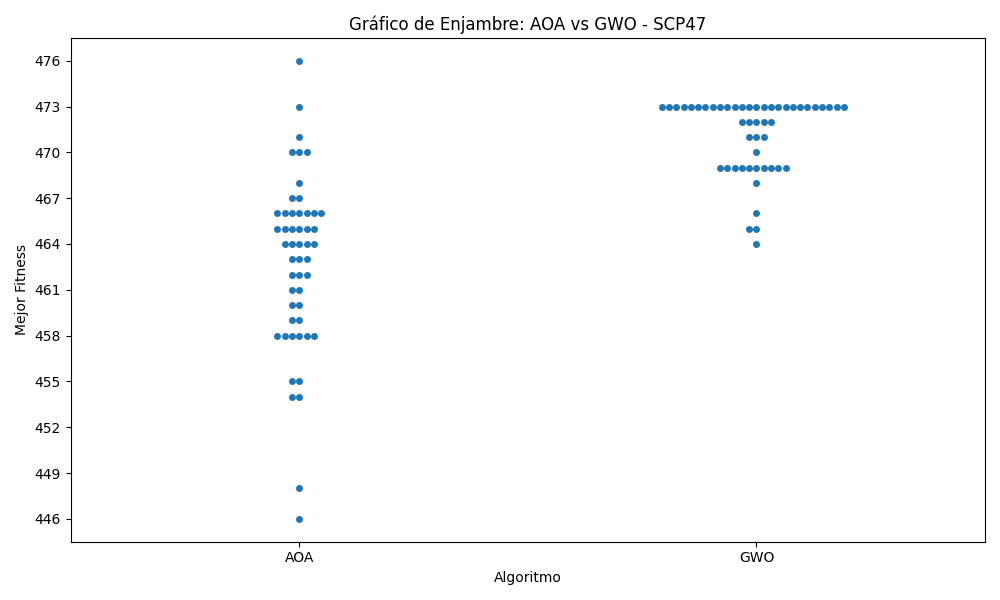 Gráfico de Enjambre: AOA vs GWO - SCP47
476
473
470
467
464
461
458
455
452
449
446
Mejor Fitness
AOA
GWO
Algoritmo